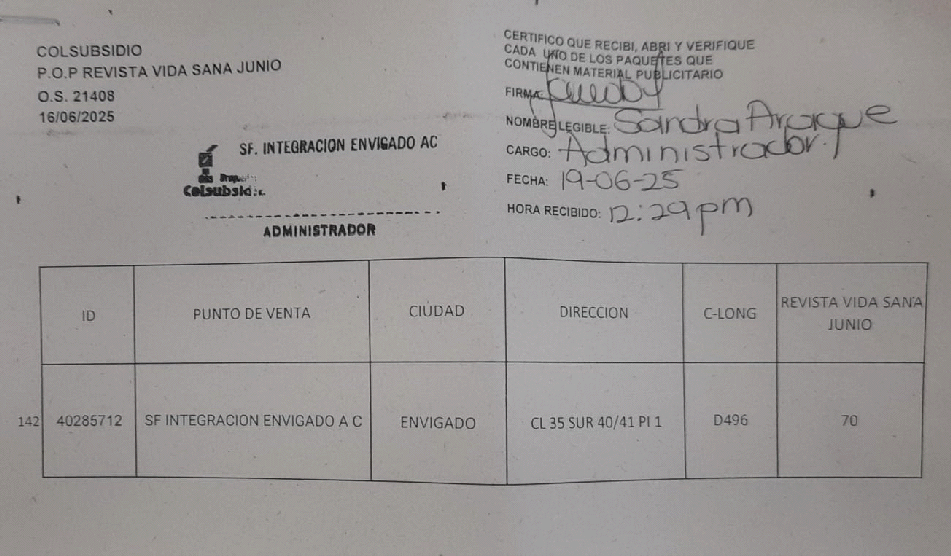 COLSUBSIDIO
P.O.P REVISTA VIDA SANA JUNIO
O.S. 21408
16/06/2025
CERTIFICO QUE RECIBI, ABRI Y VERIFIQUE
CADA UNO DE LOS PAQUETES QUE
CONTIENEN MATERIAL PUBLICITARIO
FIRMA:
NOMBRE LEGIBLE: Sandra Araque
CARGO: Administrador
FECHA: 19-06-25
HORA RECIBIDO: 12:29 pm
SF. INTEGRACION ENVIGADO AC
Colsubsidio
ADMINISTRADOR
ID PUNTO DE VENTA CIUDAD DIRECCION C-LONG REVISTA VIDA SANA JUNIO
142 40285712 SF INTEGRACION ENVIGADO A C ENVIGADO CL 35 SUR 40/41 PI 1 D496 70